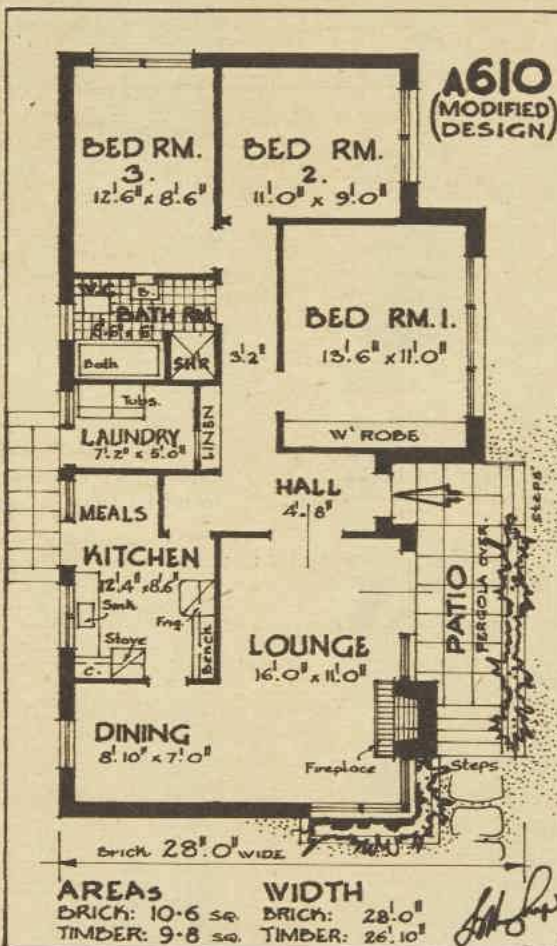 A610
(MODIFIED
DESIGN)
BED RM.
3.
12'.6" x 8'.6"
BED RM.
2.
11'.0" x 9'.0"
W.C.
B.
BATH RM.
Bath
SHR
3'.2"
BED RM. 1.
13'.6" x 11'.0"
W'ROBE
Tubs.
LAUNDRY
7'.2" x 5'.0"
LINEN
HALL
4'-8"
MEALS
KITCHEN
12'.4" x 8'.6"
Sink
Frig.
Stove
C.
Bench
LOUNGE
16'.0" x 11'.0"
PATIO
PERGOLA OVER.
Steps
DINING
8'.10" x 7'.0"
Fireplace
Steps
Brick 28'.0" WIDE
AREAs
BRICK: 10.6 sq.
TIMBER: 9.8 sq.
WIDTH
BRICK: 28'.0"
TIMBER: 26'.10"